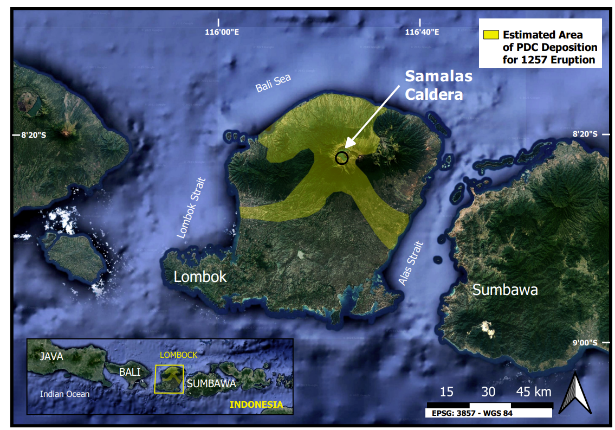 116°00'E
116°40'E
Estimated Area
of PDC Deposition
for 1257 Eruption
Bali Sea
Samalas
Caldera
8°20'S
8°20'S
Lombok Strait
Alas Strait
Lombok
Sumbawa
9°00'S
LOMBOCK
JAVA
BALI
SUMBAWA
Indian Ocean
INDONESIA
15 30 45 km
EPSG: 3857 - WGS 84